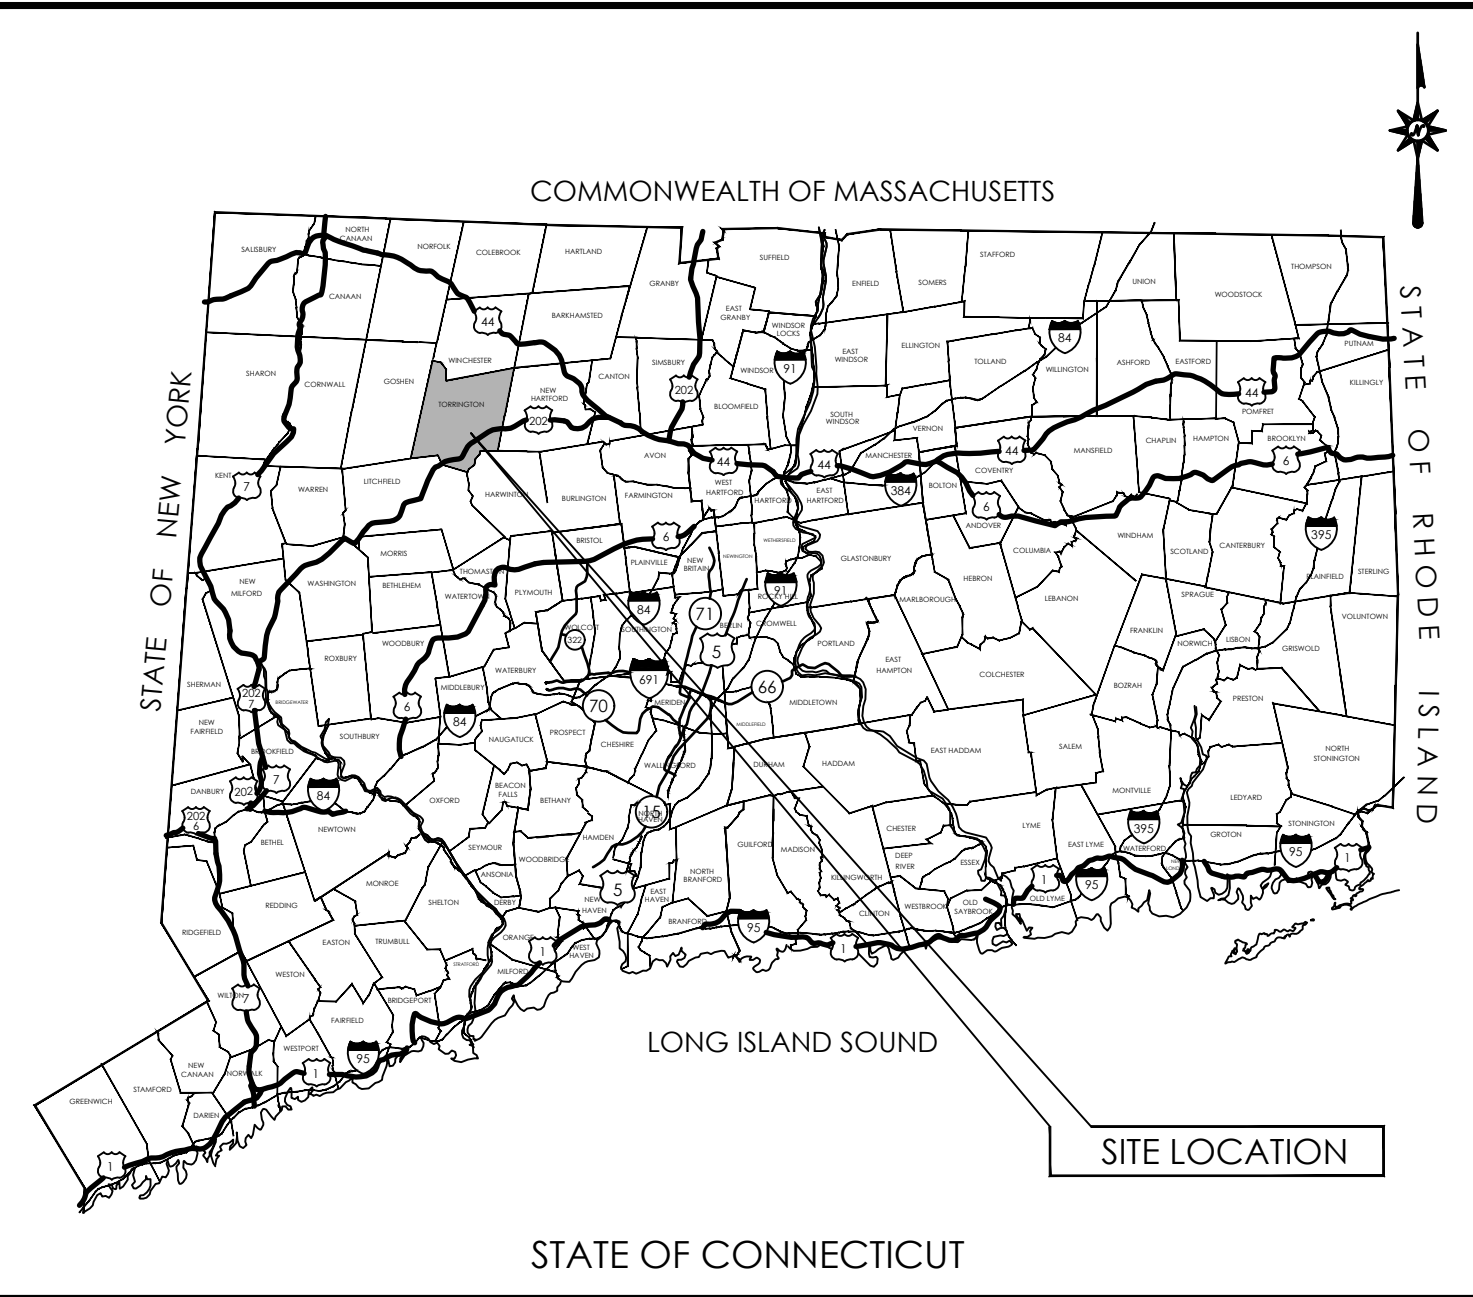 N
COMMONWEALTH OF MASSACHUSETTS
STATE OF NEW YORK
STATE OF RHODE ISLAND
SALISBURY
NORTH
CANAAN
NORFOLK
COLEBROOK
HARTLAND
GRANBY
SUFFIELD
ENFIELD
SOMERS
STAFFORD
UNION
WOODSTOCK
THOMPSON
CANAAN
44
BARKHAMSTED
EAST
GRANBY
WINDSOR
LOCKS
EAST
WINDSOR
ELLINGTON
TOLLAND
84
WILLINGTON
ASHFORD
EASTFORD
PUTNAM
SHARON
CORNWALL
GOSHEN
WINCHESTER
TORRINGTON
NEW
HARTFORD
202
CANTON
SIMSBURY
202
WINDSOR
91
BLOOMFIELD
SOUTH
WINDSOR
VERNON
44
POMFRET
KILLINGLY
KENT
7
WARREN
LITCHFIELD
HARWINTON
BURLINGTON
AVON
FARMINGTON
44
WEST
HARTFORD
HARTFORD
44
EAST
HARTFORD
MANCHESTER
384
BOLTON
COVENTRY
44
MANSFIELD
CHAPLIN
HAMPTON
BROOKLYN
6
6
ANDOVER
COLUMBIA
WINDHAM
SCOTLAND
CANTERBURY
395
PLAINFIELD
STERLING
NEW
MILFORD
WASHINGTON
MORRIS
BETHLEHEM
THOMASTON
WATERTOWN
PLYMOUTH
BRISTOL
6
PLAINVILLE
NEW
BRITAIN
NEWINGTON
WETHERSFIELD
91
ROCKY HILL
GLASTONBURY
MARLBOROUGH
HEBRON
LEBANON
SPRAGUE
FRANKLIN
NORWICH
LISBON
GRISWOLD
VOLUNTOWN
SHERMAN
202
7
BRIDGEWATER
ROXBURY
WOODBURY
6
MIDDLEBURY
84
WATERBURY
WOLCOTT
322
84
SOUTHINGTON
71
BERLIN
5
CROMWELL
PORTLAND
EAST
HAMPTON
COLCHESTER
BOZRAH
PRESTON
NEW
FAIRFIELD
BROOKFIELD
SOUTHBURY
NAUGATUCK
PROSPECT
70
691
MERIDEN
66
MIDDLEFIELD
MIDDLETOWN
CHESHIRE
WALLINGFORD
DURHAM
HADDAM
EAST HADDAM
SALEM
NORTH
STONINGTON
DANBURY
202
7
84
202
6
OXFORD
BEACON
FALLS
BETHANY
15
NORTH
HAVEN
MONTVILLE
LEDYARD
BETHEL
NEWTOWN
SEYMOUR
WOODBRIDGE
HAMDEN
GUILFORD
MADISON
CHESTER
LYME
EAST LYME
395
WATERFORD
GROTON
STONINGTON
95
1
DEEP
RIVER
ESSEX
ANSONIA
DERBY
MONROE
SHELTON
NEW
HAVEN
5
EAST
HAVEN
NORTH
BRANFORD
KILLINGWORTH
1
OLD LYME
95
REDDING
RIDGEFIELD
EASTON
TRUMBULL
ORANGE
1
WEST
HAVEN
BRANFORD
95
CLINTON
1
WESTBROOK
OLD
SAYBROOK
WESTON
STRATFORD
MILFORD
WILTON
7
BRIDGEPORT
FAIRFIELD
LONG ISLAND SOUND
WESTPORT
95
1
NEW
CANAAN
NORWALK
STAMFORD
GREENWICH
DARIEN
1
SITE LOCATION
STATE OF CONNECTICUT